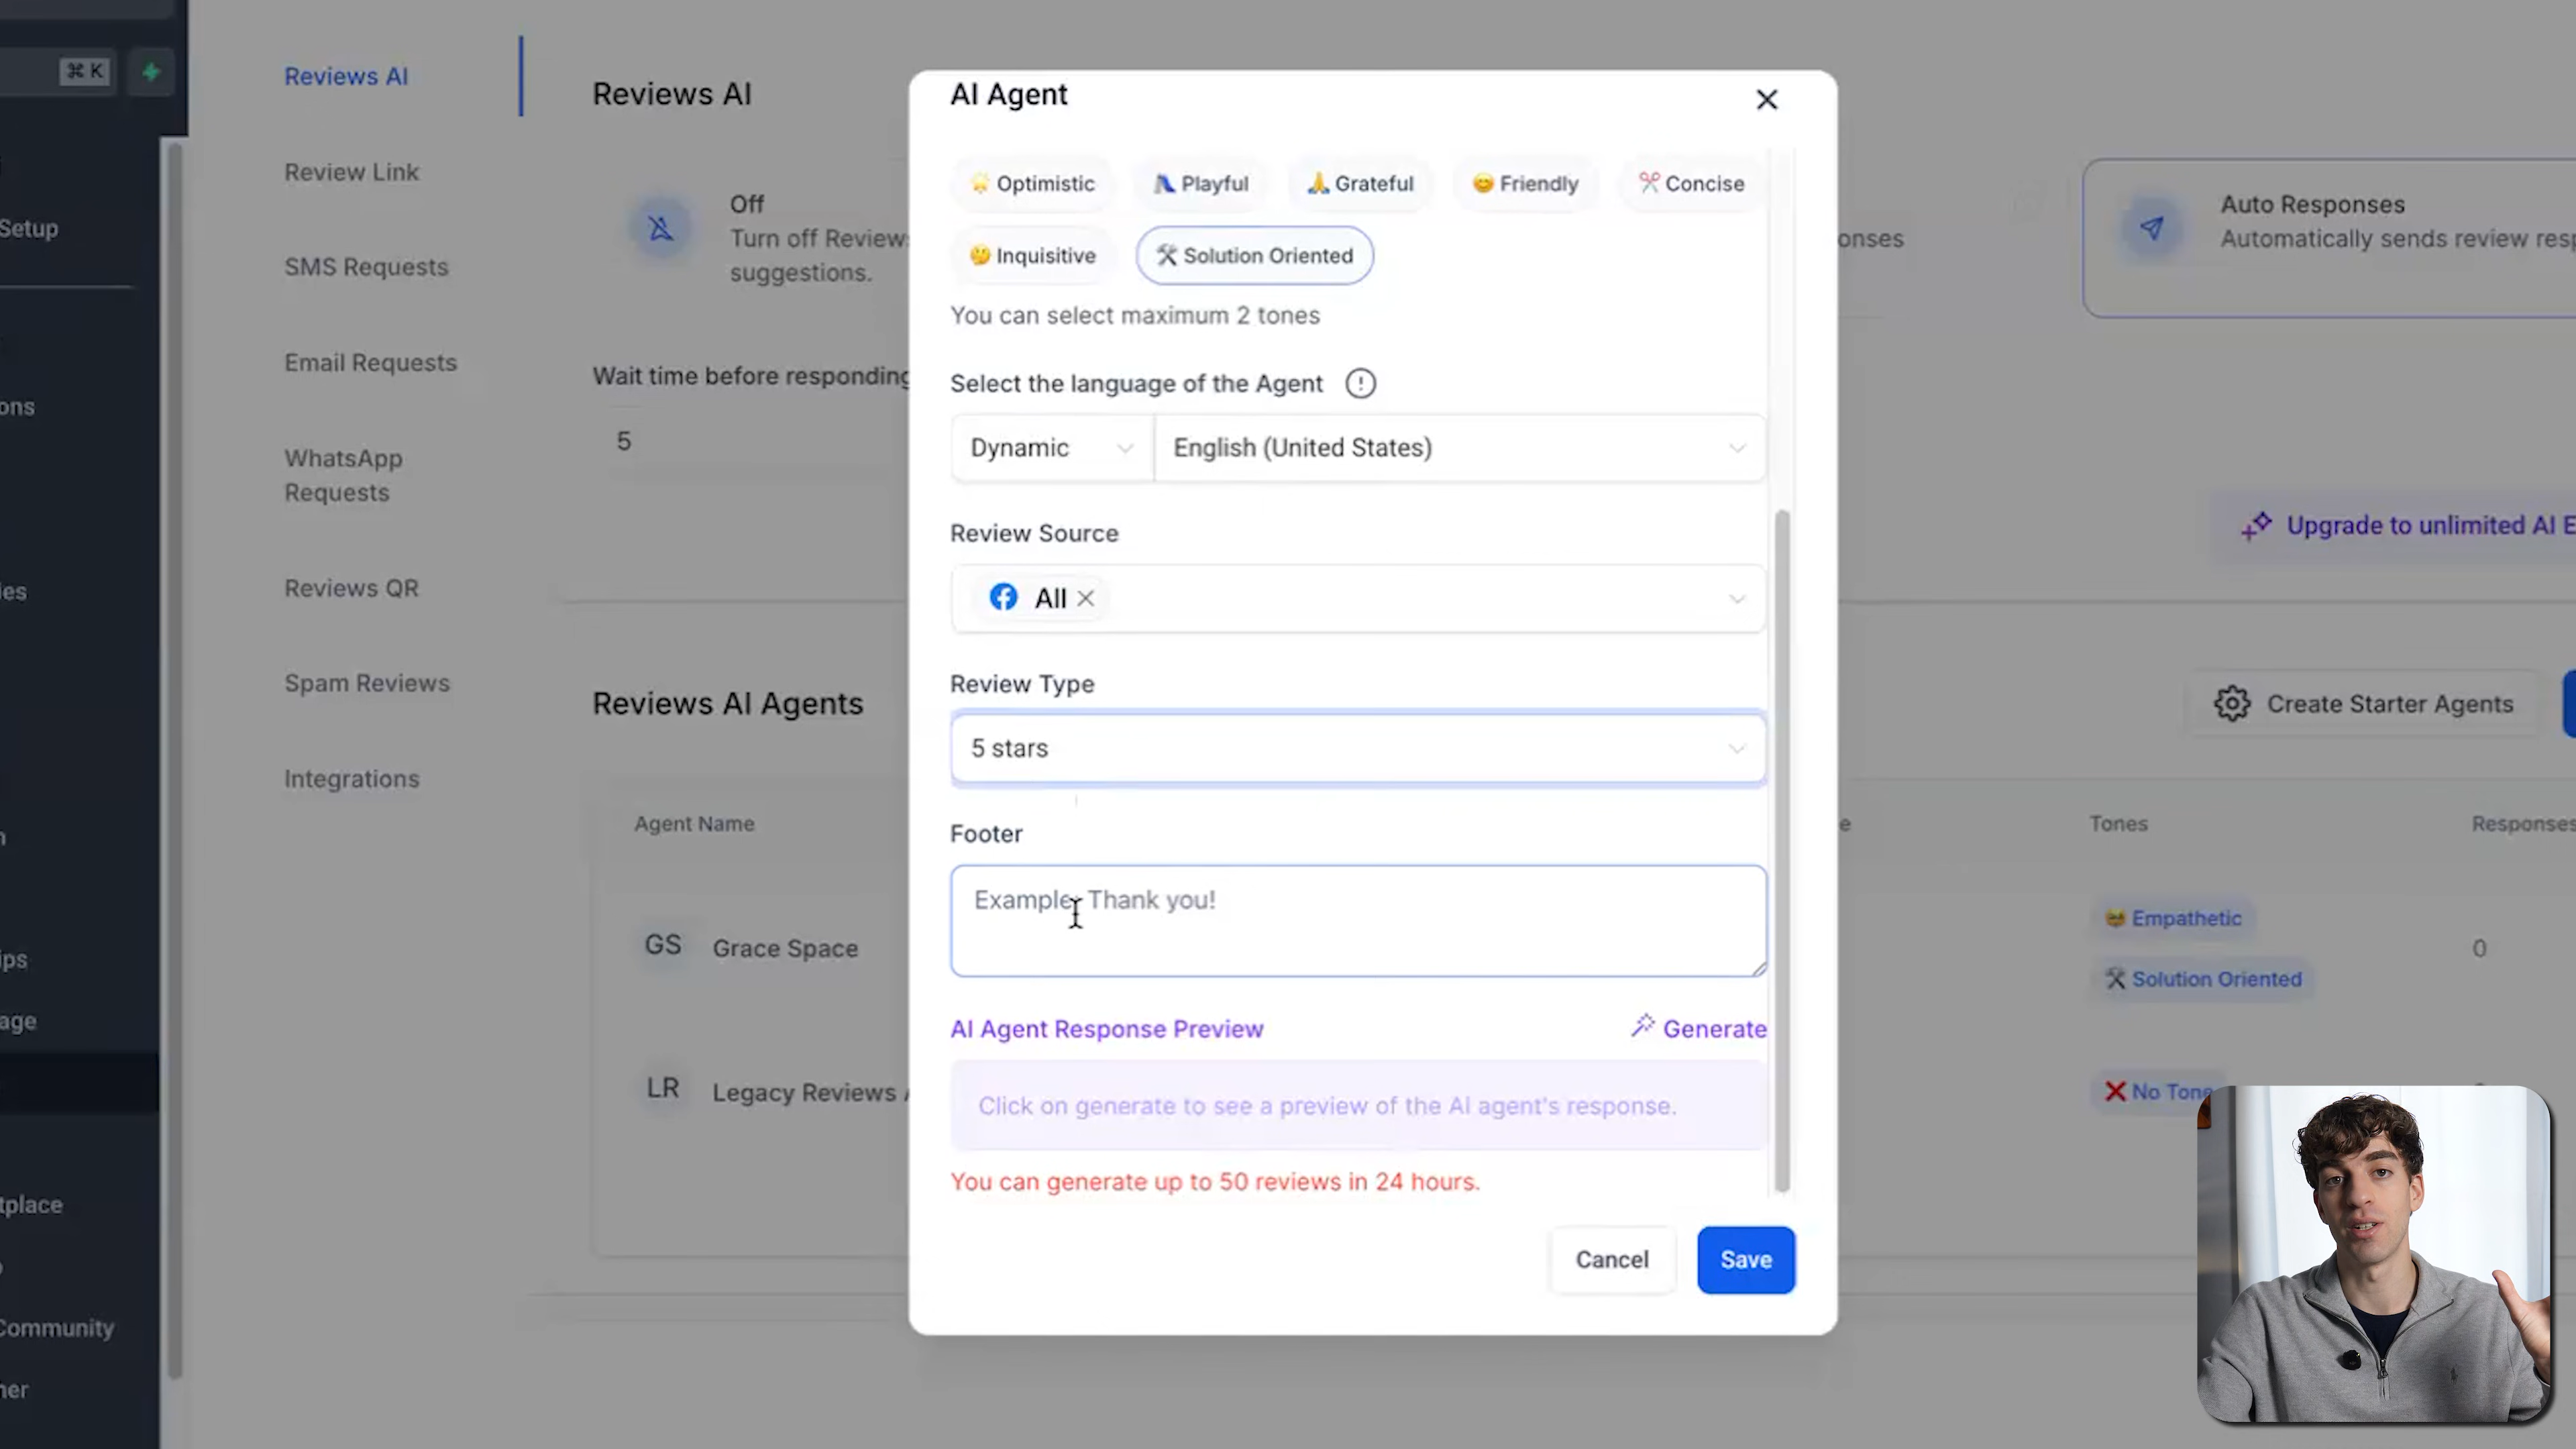 ⌘ K
Setup
ons
ies
ips
age
tplace
Community
ner
Reviews AI
Review Link
SMS Requests
Email Requests
WhatsApp
Requests
Reviews QR
Spam Reviews
Integrations
Reviews AI
Off
Turn off Reviews
suggestions.
Wait time before responding
5
Reviews AI Agents
Agent Name
GS Grace Space
LR Legacy Reviews A
AI Agent
Optimistic Playful Grateful Friendly Concise
Inquisitive Solution Oriented
You can select maximum 2 tones
Select the language of the Agent
Dynamic English (United States)
Review Source
All
Review Type
5 stars
Footer
Example: Thank you!
AI Agent Response Preview Generate
Click on generate to see a preview of the AI agent's response.
You can generate up to 50 reviews in 24 hours.
Cancel Save
onses
Auto Responses
Automatically sends review resp
Upgrade to unlimited AI E
Create Starter Agents
e Tones Responses
Empathetic
0
Solution Oriented
No Tone